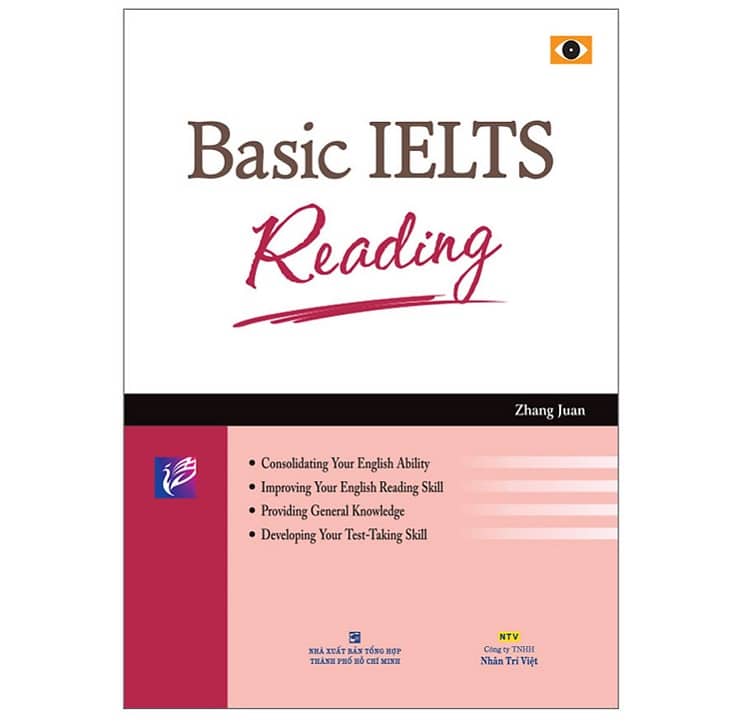 Basic IELTS
Reading
Zhang Juan
• Consolidating Your English Ability
• Improving Your English Reading Skill
• Providing General Knowledge
• Developing Your Test-Taking Skill
NHÀ XUẤT BẢN TỔNG HỢP
THÀNH PHỐ HỒ CHÍ MINH
NTV
Công ty TNHH
Nhân Trí Việt